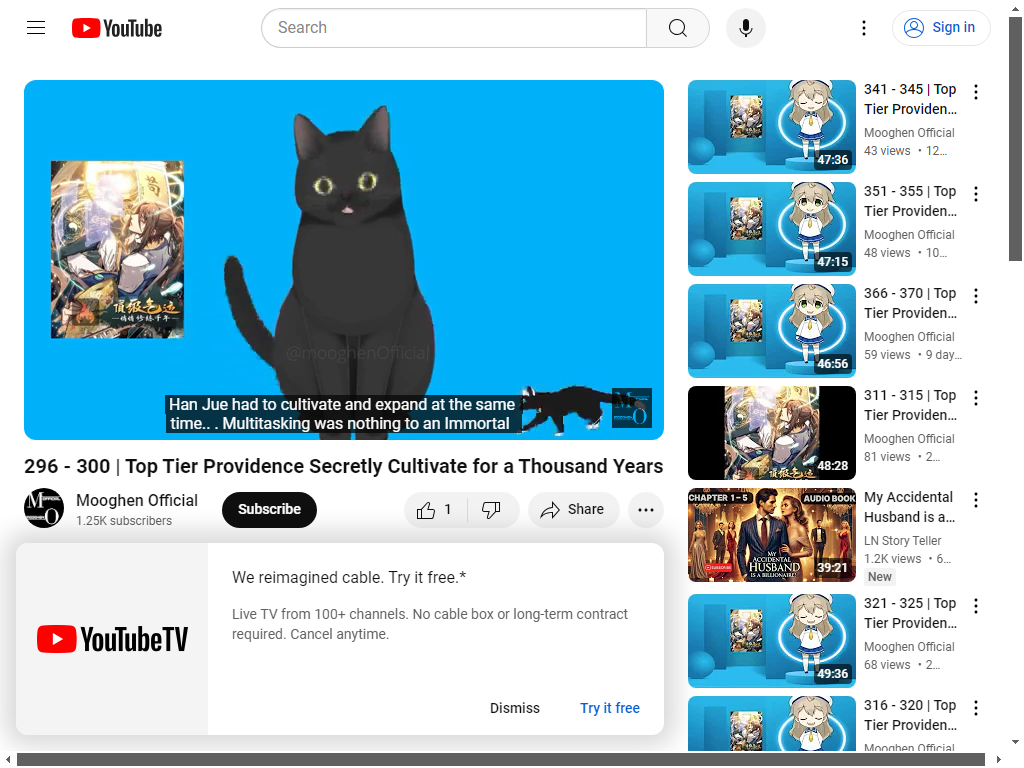 YouTube
Search
Sign in
@mooghenOfficial
Han Jue had to cultivate and expand at the same
time.. . Multitasking was nothing to an Immortal
296 - 300 | Top Tier Providence Secretly Cultivate for a Thousand Years
Mooghen Official
1.25K subscribers
Subscribe
1
Share
We reimagined cable. Try it free.*
Live TV from 100+ channels. No cable box or long-term contract
required. Cancel anytime.
YouTubeTV
Dismiss
Try it free
341 - 345 | Top
Tier Providen...
Mooghen Official
43 views • 12...
47:36
351 - 355 | Top
Tier Providen...
Mooghen Official
48 views • 10...
47:15
366 - 370 | Top
Tier Providen...
Mooghen Official
59 views • 9 day...
46:56
311 - 315 | Top
Tier Providen...
Mooghen Official
81 views • 2...
48:28
CHAPTER 1 - 5
AUDIO BOOK
MY
ACCIDENTAL
HUSBAND
IS A
BILLIONAIRE!
39:21
My Accidental
Husband is a...
LN Story Teller
1.2K views • 6...
New
321 - 325 | Top
Tier Providen...
Mooghen Official
68 views • 2...
49:36
316 - 320 | Top
Tier Providen...
Mooghen Official